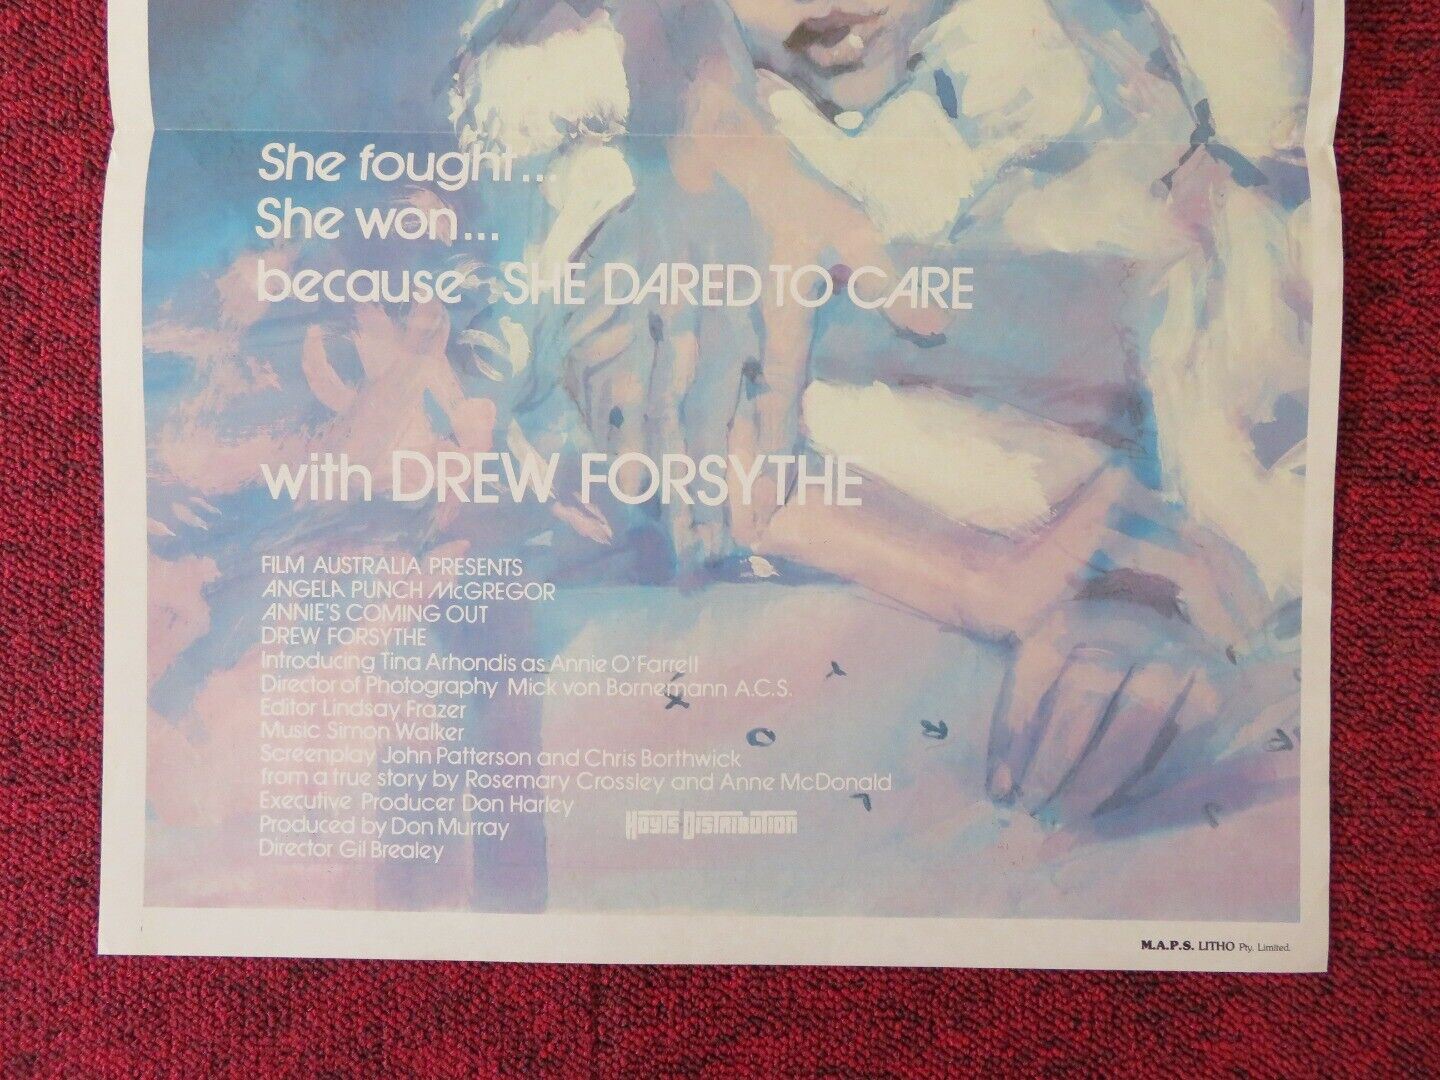 She fought...
She won...
because SHE DARED TO CARE
with DREW FORSYTHE
FILM AUSTRALIA PRESENTS
ANGELA PUNCH McGREGOR
ANNIE'S COMING OUT
DREW FORSYTHE
Introducing Tina Arhondis as Annie O'Farrell
Director of Photography Mick von Bornemann A.C.S.
Editor Lindsay Frazer
Music Simon Walker
Screenplay John Patterson and Chris Borthwick
from a true story by Rosemary Crossley and Anne McDonald
Executive Producer Don Harley
Produced by Don Murray
Director Gil Brealey
Hoyts Distribution
M.A.P.S. LITHO Pty. Limited.